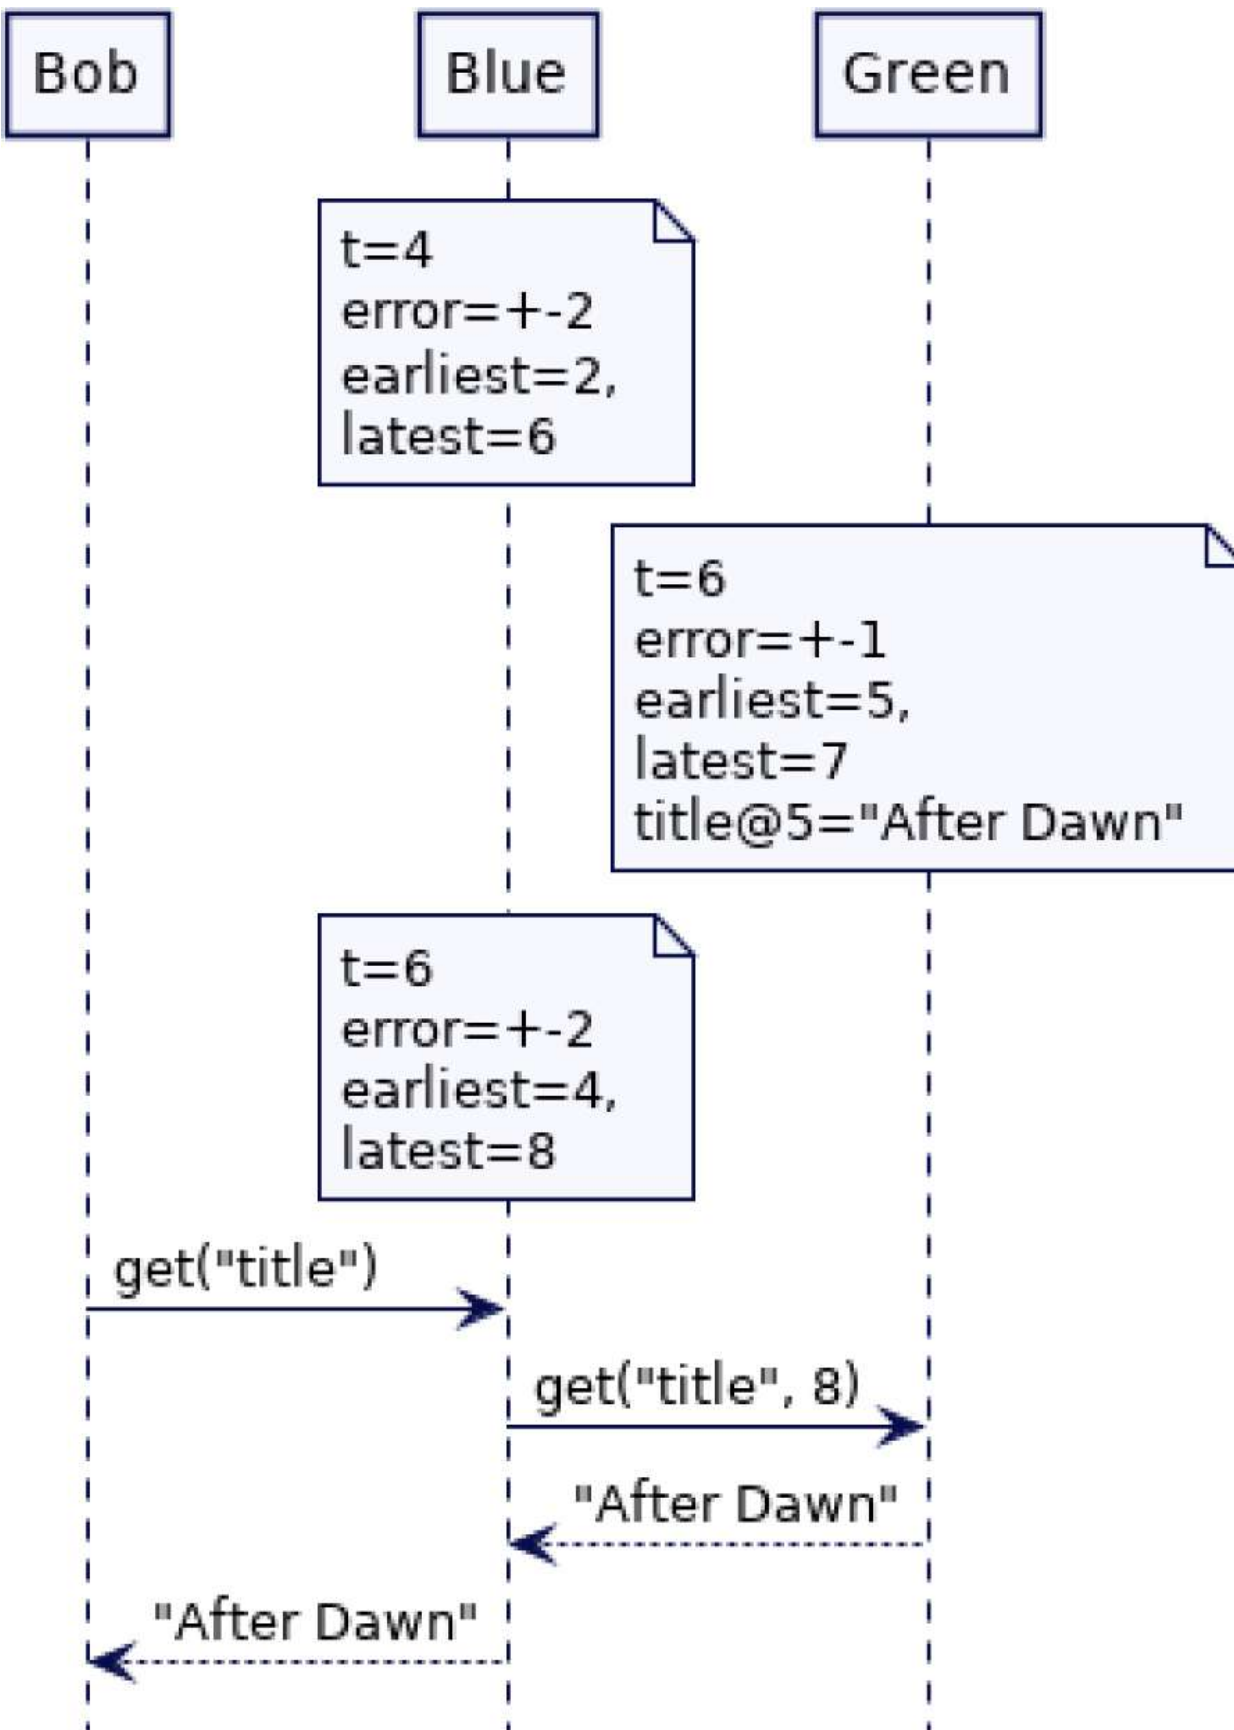 Bob
Blue
Green
t=4
error=+-2
earliest=2,
latest=6
t=6
error=+-1
earliest=5,
latest=7
title@5="After Dawn"
t=6
error=+-2
earliest=4,
latest=8
get("title")
get("title", 8)
"After Dawn"
"After Dawn"